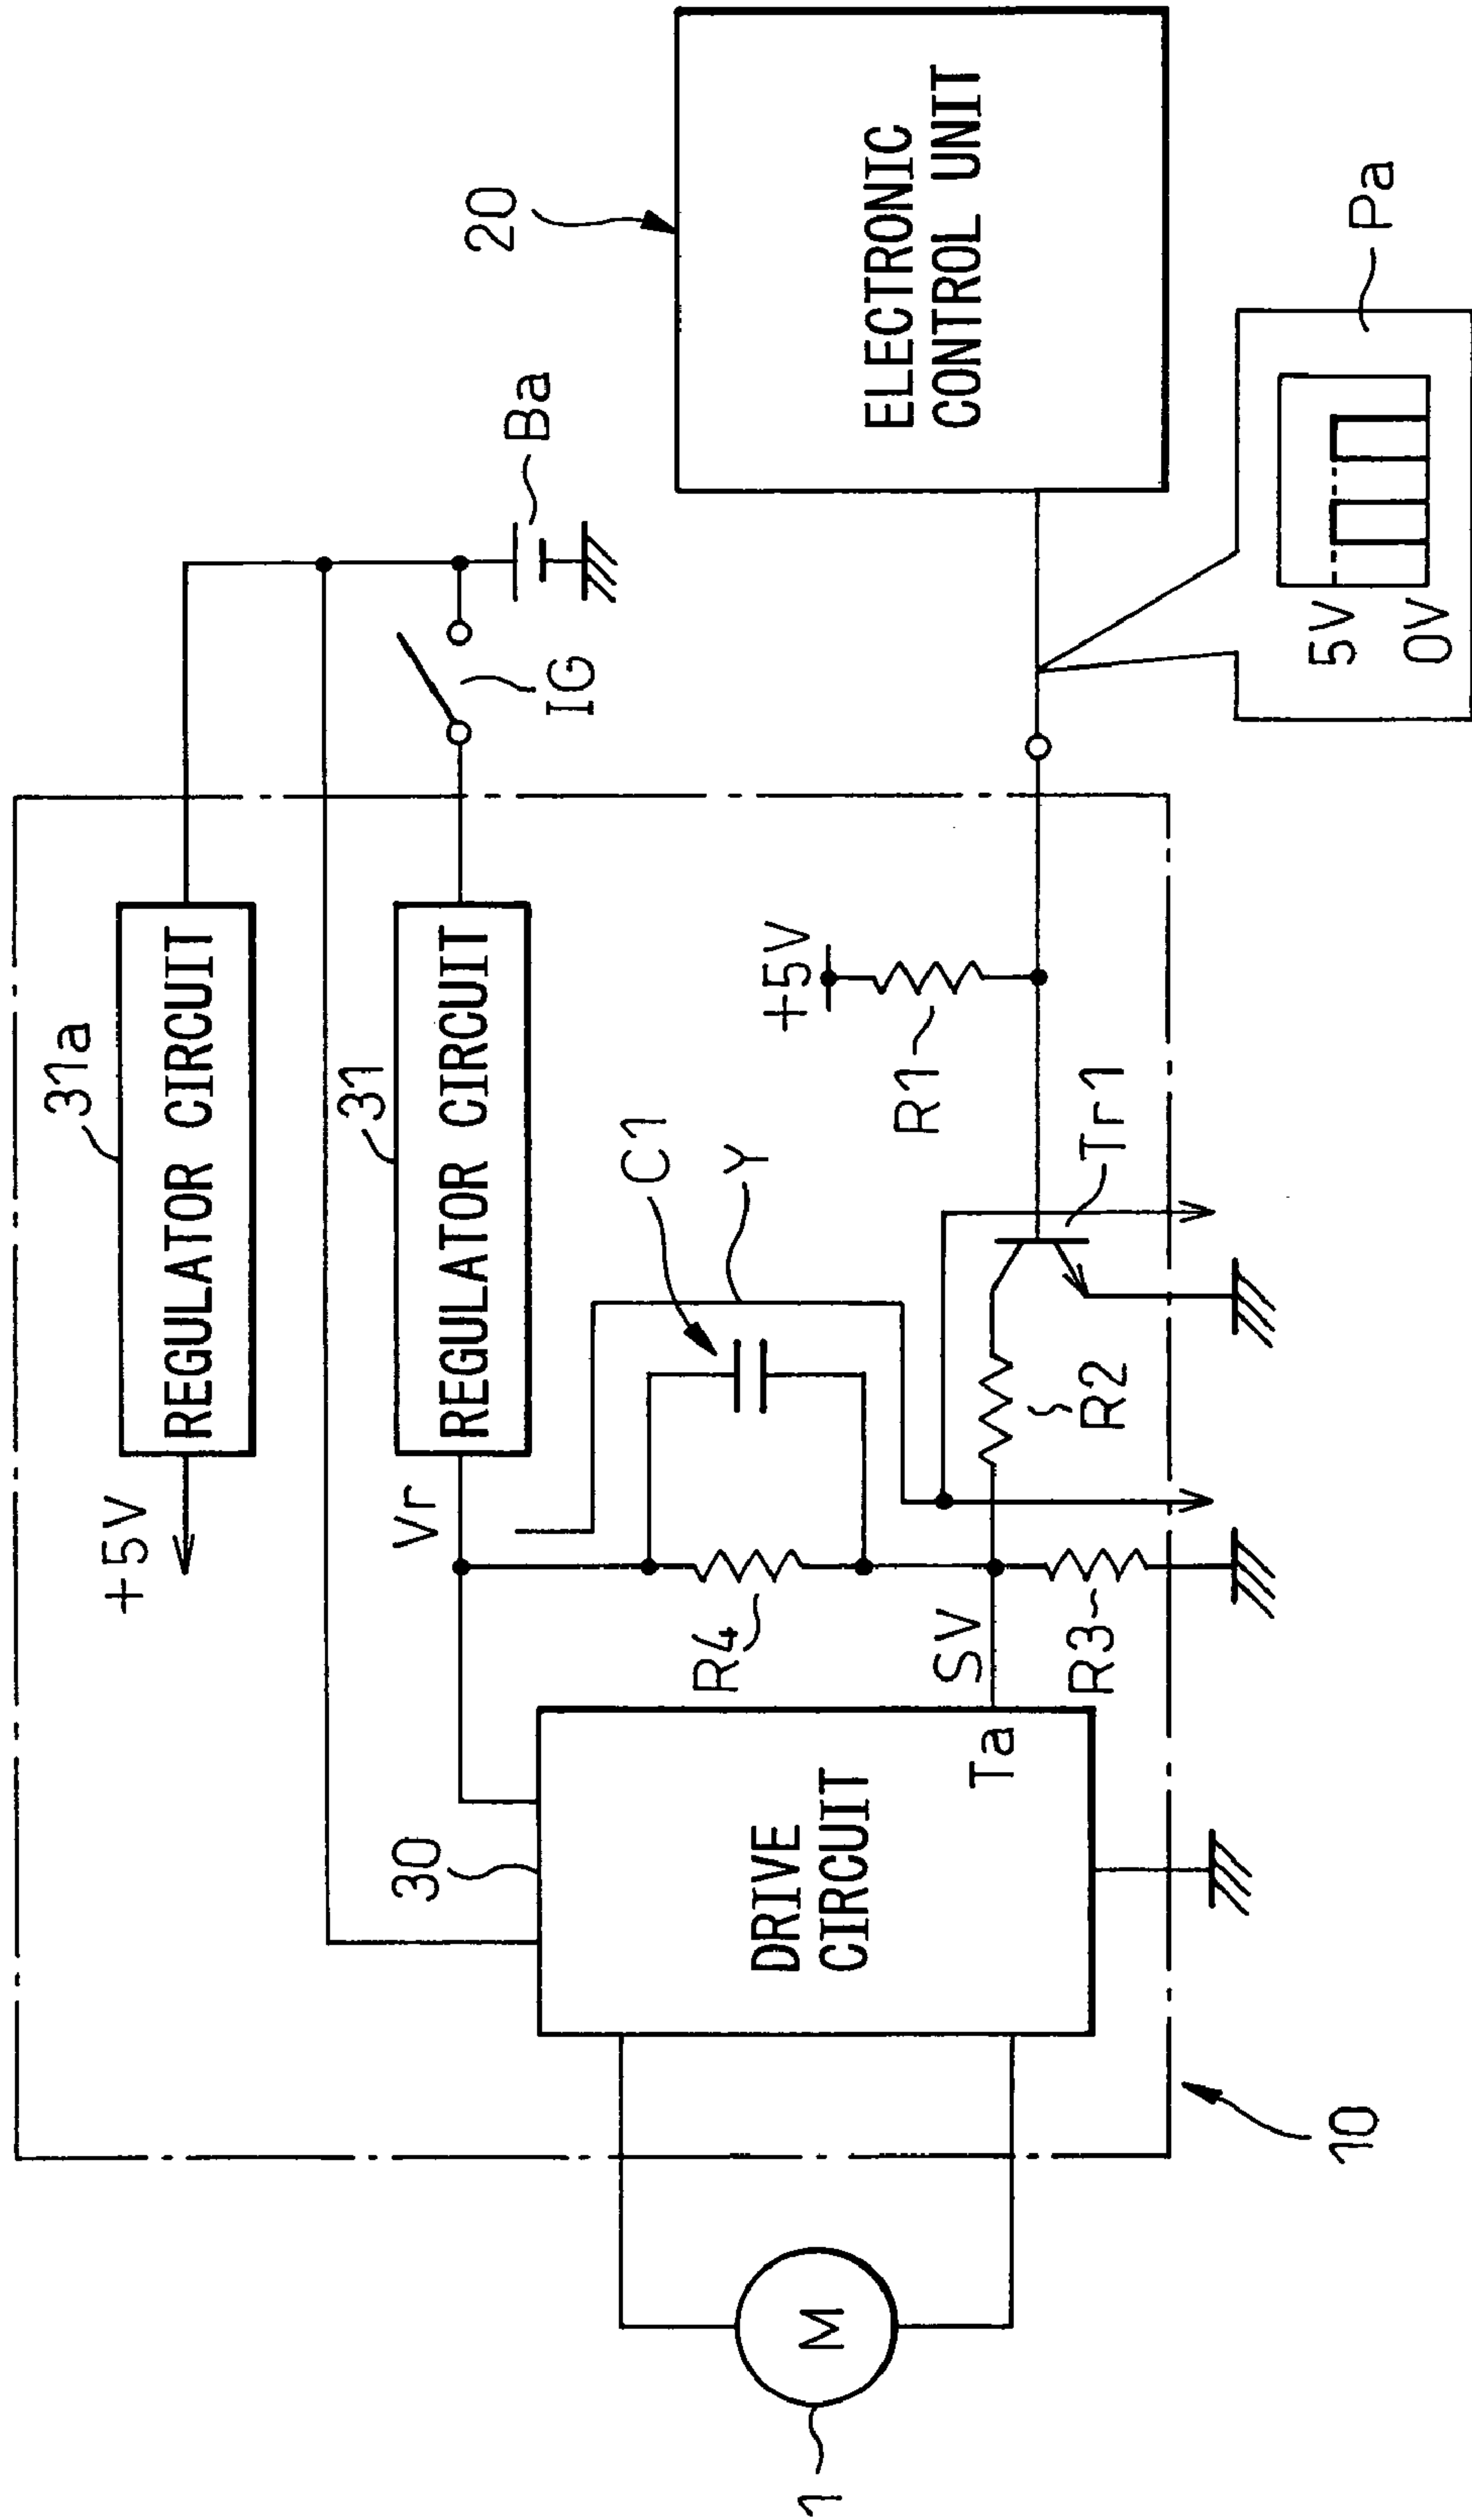 +5V
31a
REGULATOR CIRCUIT
Vr
31
REGULATOR CIRCUIT
IG
Ba
20
30
R4
C1
Y
+5V
R1
ELECTRONIC
CONTROL UNIT
DRIVE
CIRCUIT
Ta
SV
R3
R2
Tr1
M
1
10
5V
0V
Pa